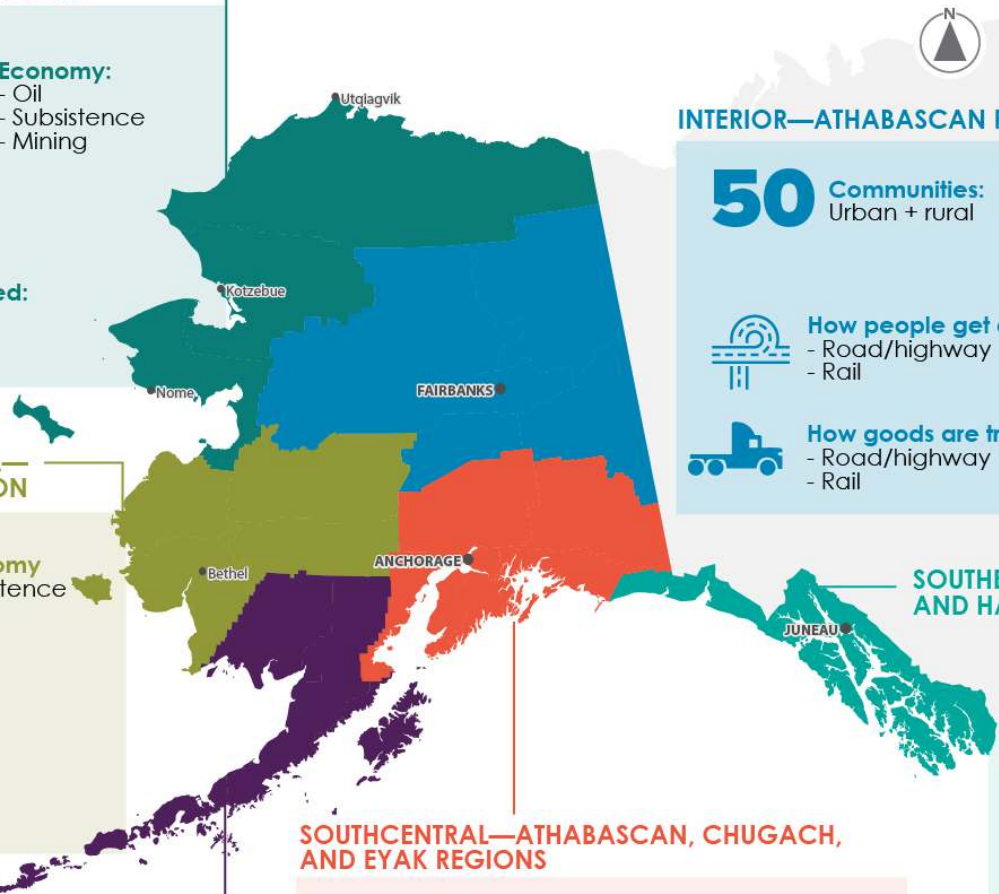 Economy:
- Oil
- Subsistence
- Mining
ed:
N
Utqiagvik
Kotzebue
Nome
FAIRBANKS
Bethel
ANCHORAGE
JUNEAU
INTERIOR—ATHABASCAN
50
Communities:
Urban + rural
How people get
- Road/highway
- Rail
How goods are tr
- Road/highway
- Rail
ON
omy
tence
SOUTHE
AND HA
SOUTHCENTRAL—ATHABASCAN, CHUGACH,
AND EYAK REGIONS